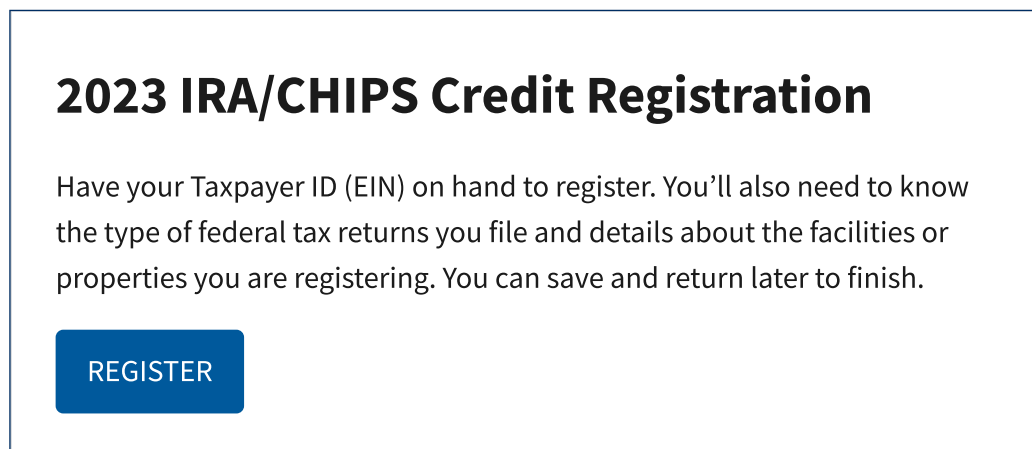 2023 IRA/CHIPS Credit Registration
Have your Taxpayer ID (EIN) on hand to register. You’ll also need to know
the type of federal tax returns you file and details about the facilities or
properties you are registering. You can save and return later to finish.
REGISTER